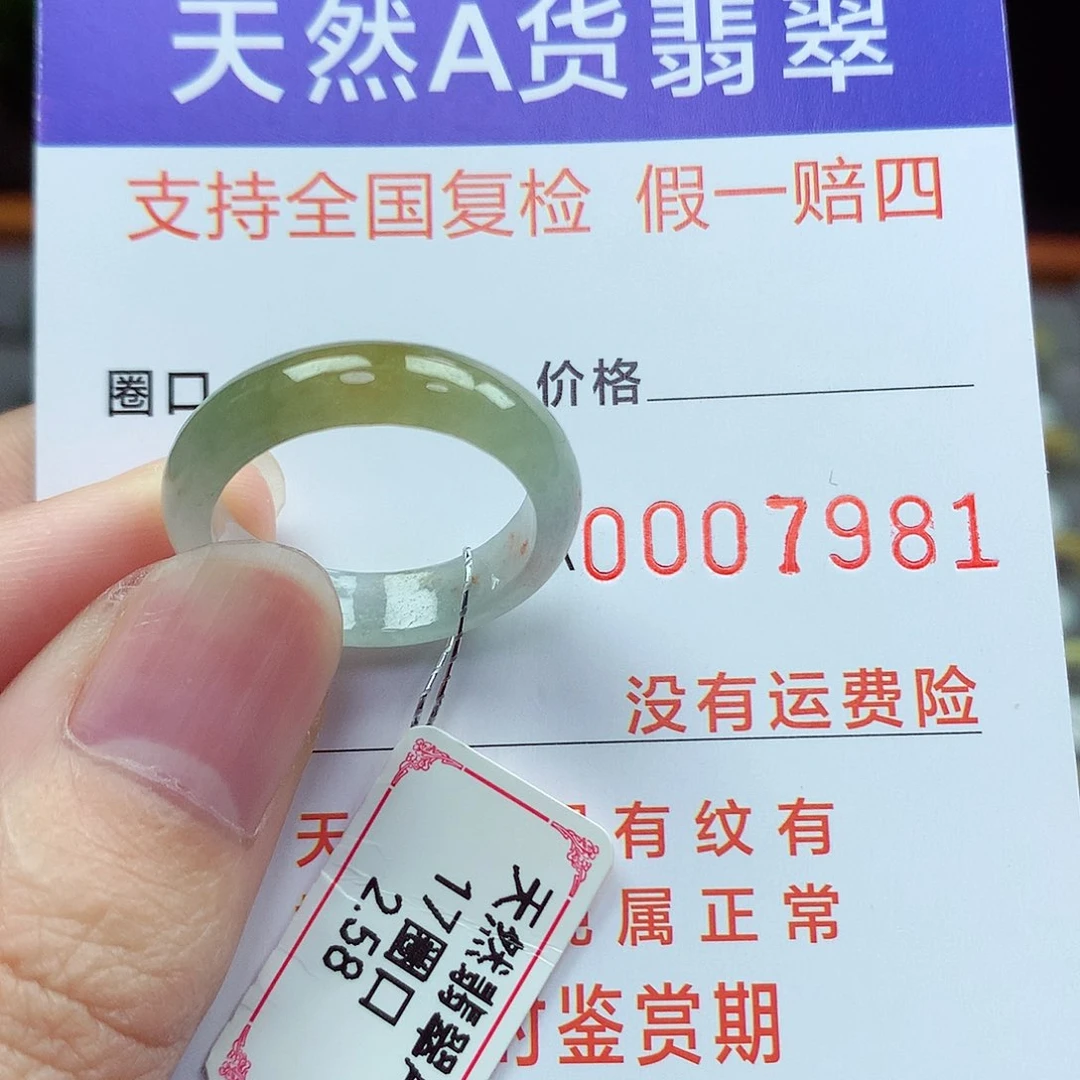 天然A货翡翠
支持全国复检 假一赔四
圈口
价格
0007981
没有运费险
天 有纹有
属正常
时鉴赏期
天然翡翠
17圈口
2.58